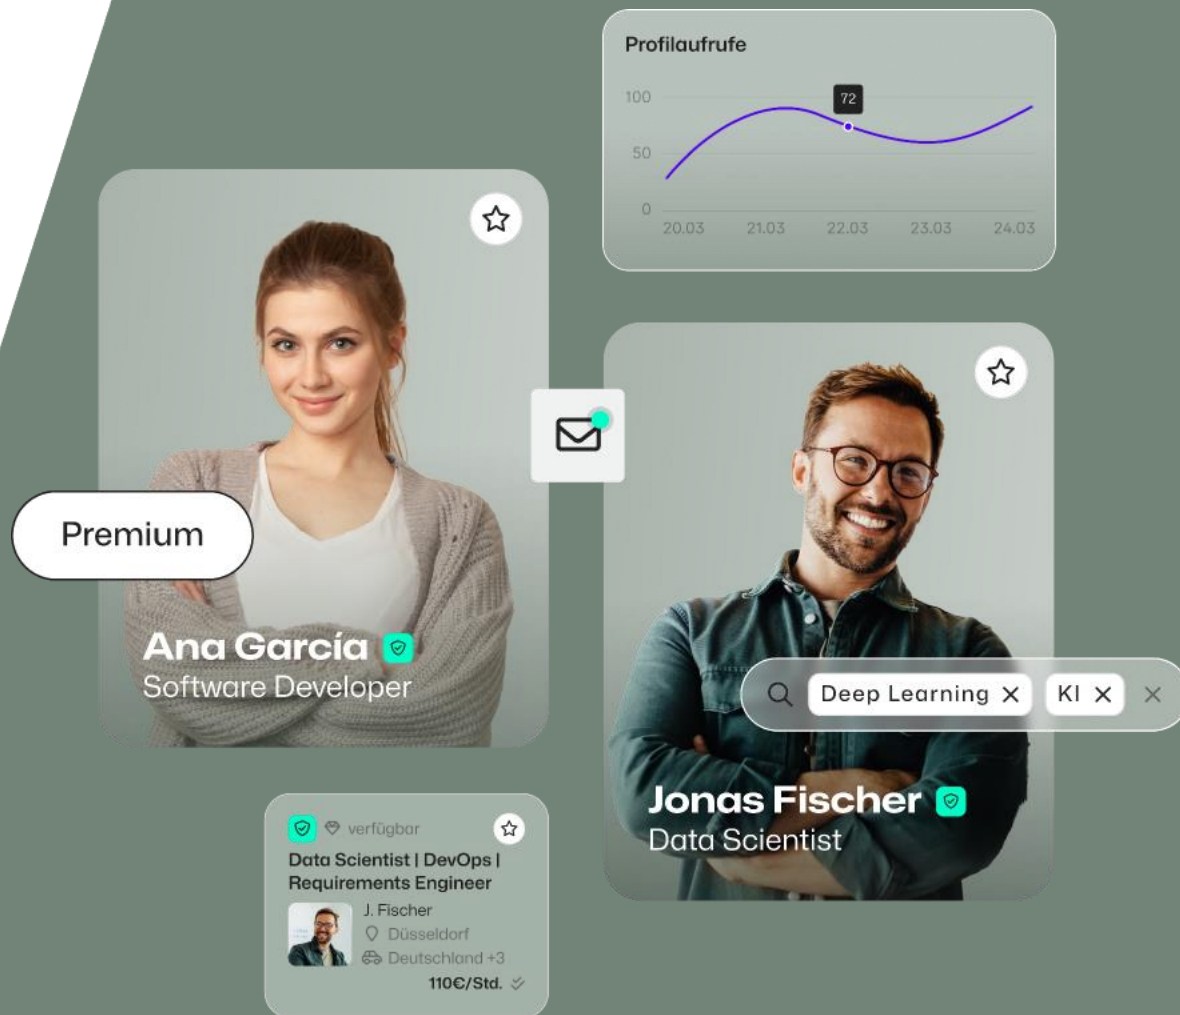 Profilaufrufe
100
72
50
0
20.03 21.03 22.03 23.03 24.03
Premium
Ana García
Software Developer
Deep Learning KI
Jonas Fischer
Data Scientist
verfügbar
Data Scientist | DevOps |
Requirements Engineer
J. Fischer
Düsseldorf
Deutschland +3
110€/Std.